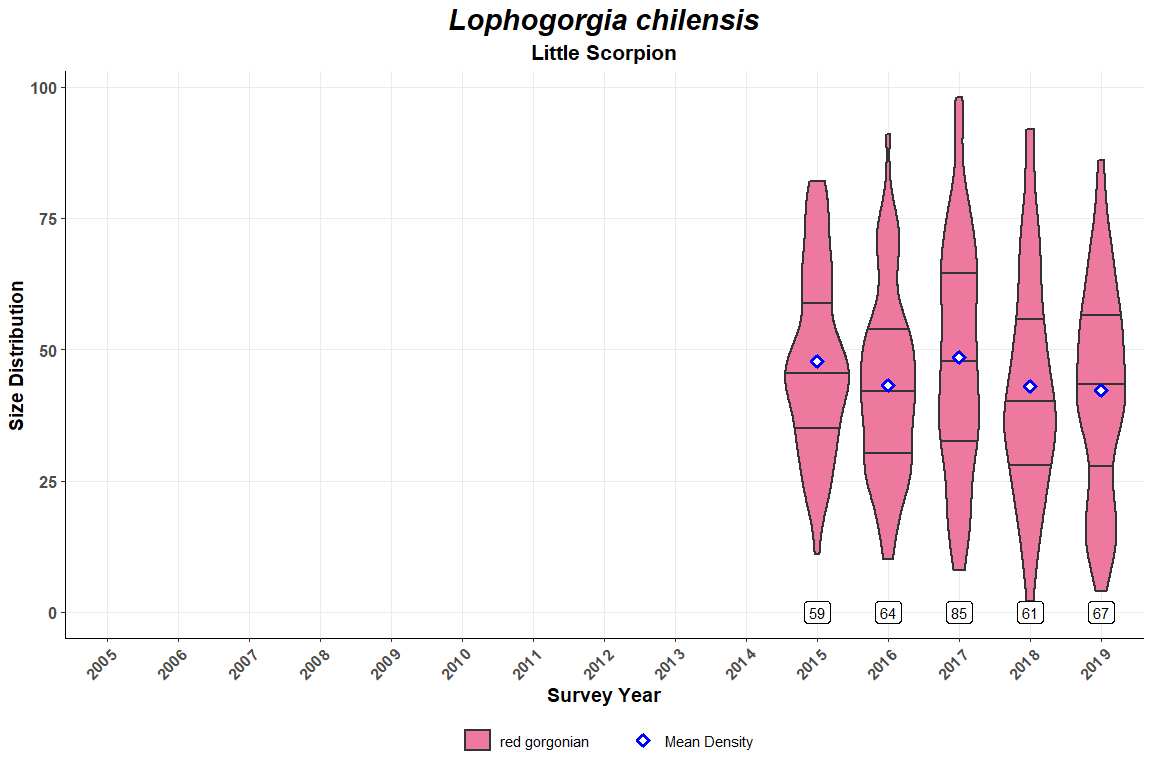 Lophogorgia chilensis
Little Scorpion
Size Distribution
100
75
50
25
0
59 64 85 61 67
2005 2006 2007 2008 2009 2010 2011 2012 2013 2014 2015 2016 2017 2018 2019
Survey Year
red gorgonian Mean Density